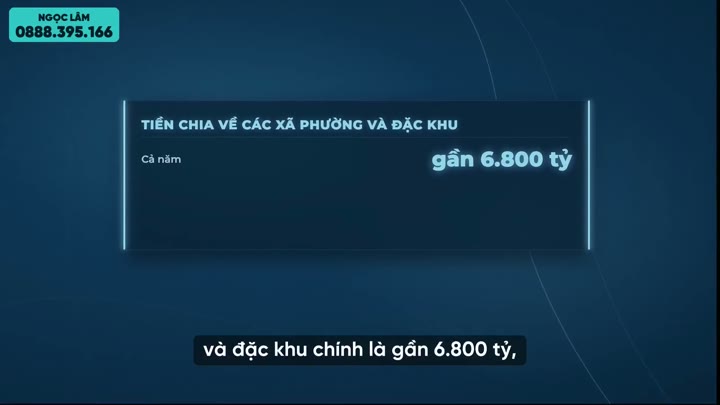 NGỌC LÃM
0888.395.166
TIỀN CHIA VỀ CÁC XÃ PHƯỜNG VÀ ĐẶC KHU
Cả năm
gần 6.800 tỷ
và đặc khu chính là gần 6.800 tỷ,